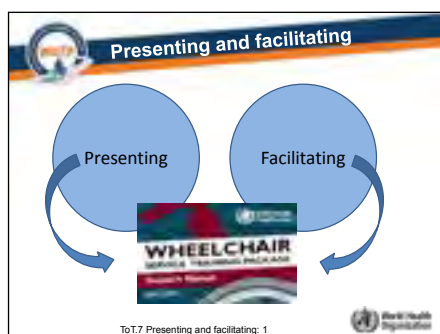 Presenting and facilitating
Presenting
Facilitating
WHEELCHAIR
SERVICE TRAINING PACKAGE
ToT.7 Presenting and facilitating: 1
World Health
Organization